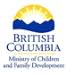 BRITISH
COLUMBIA
Ministry of Children
and Family Development